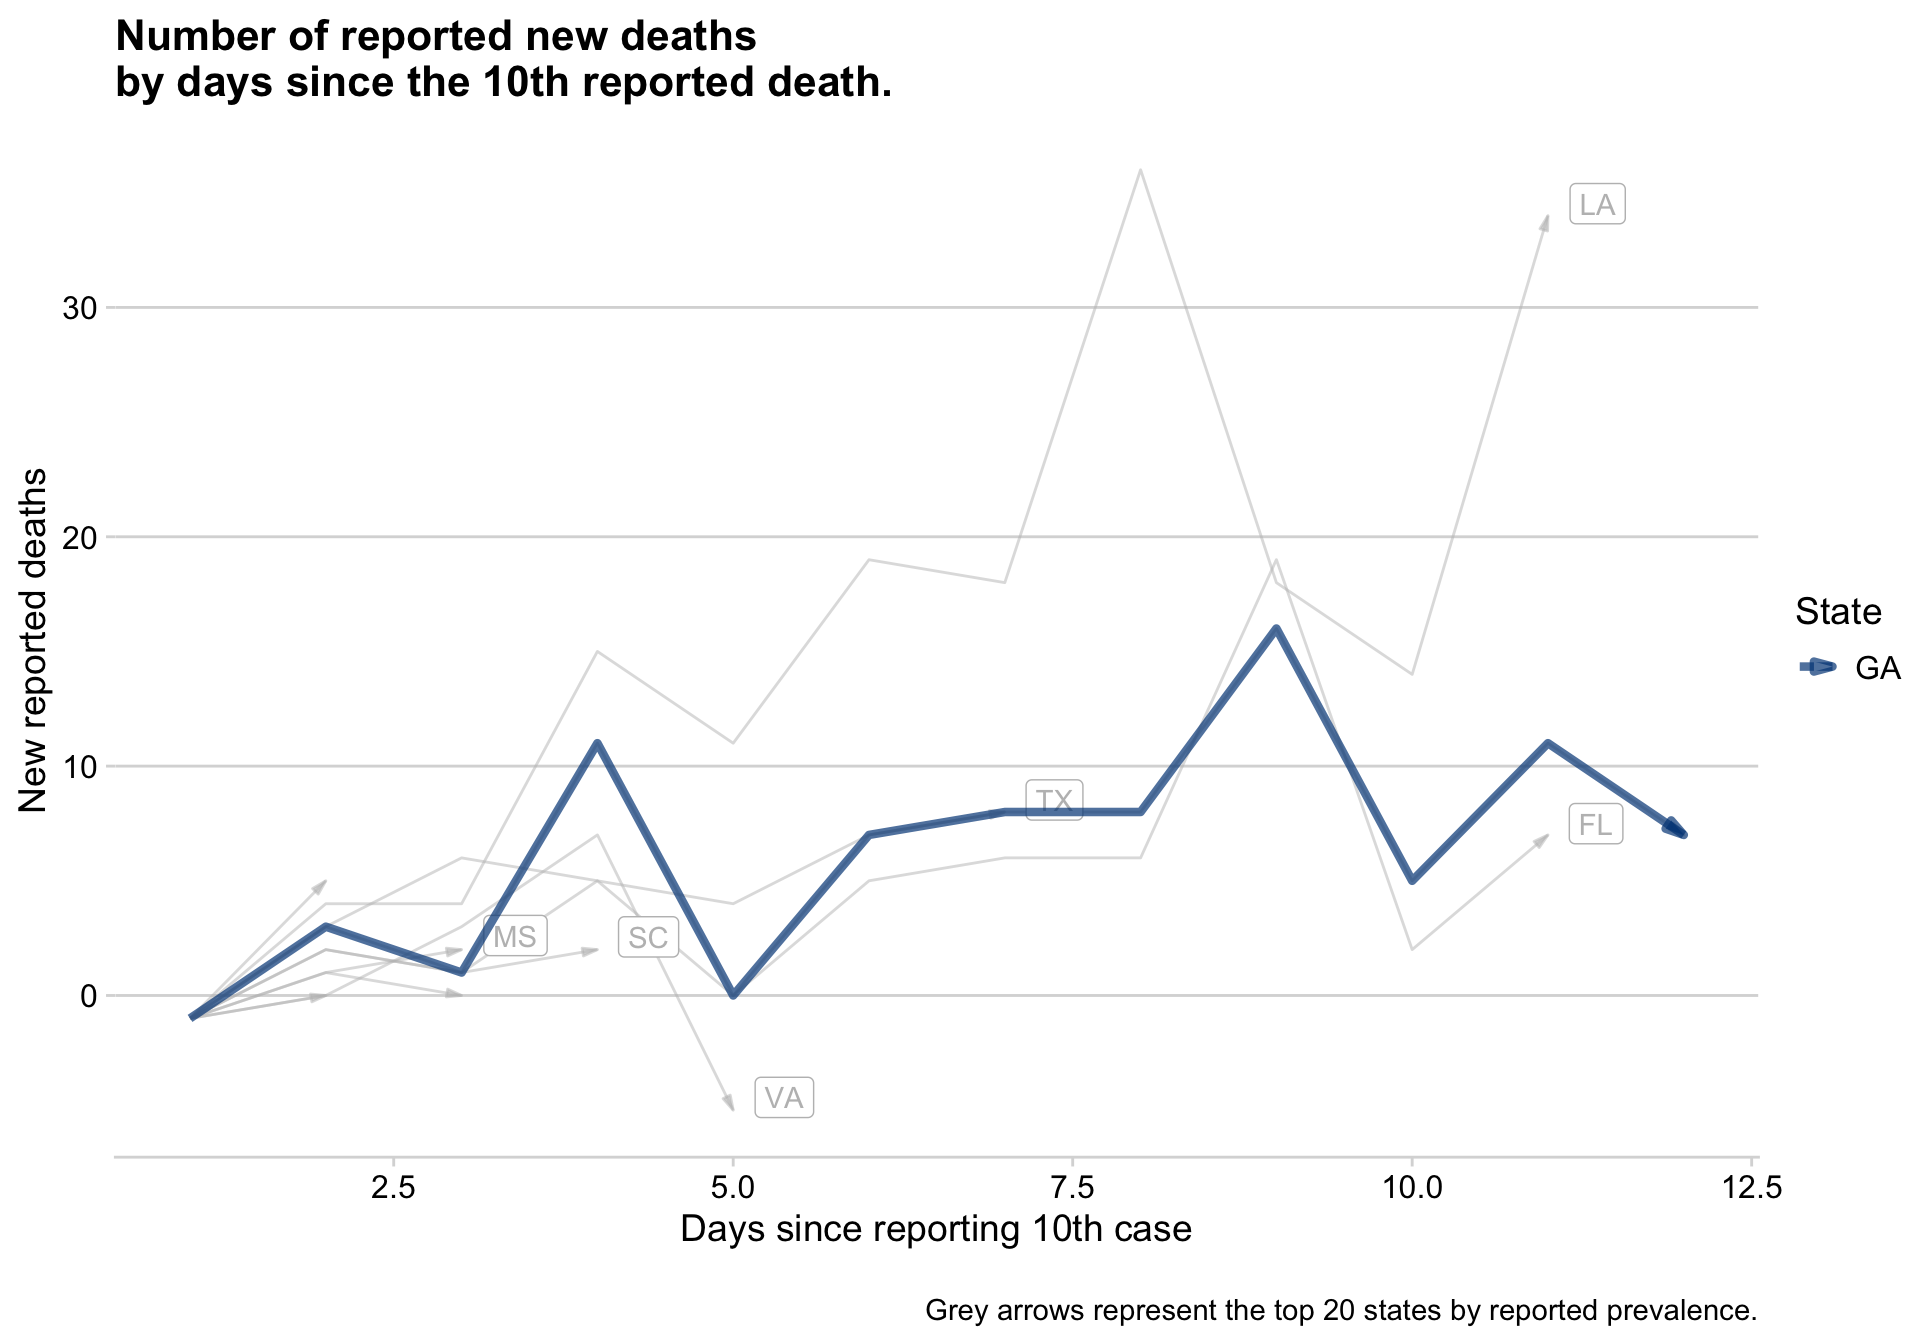 Number of reported new deaths
by days since the 10th reported death.
LA
30
20
New reported deaths
State
GA
10
TX
FL
MS
SC
0
VA
2.5
5.0
7.5
10.0
12.5
Days since reporting 10th case
Grey arrows represent the top 20 states by reported prevalence.